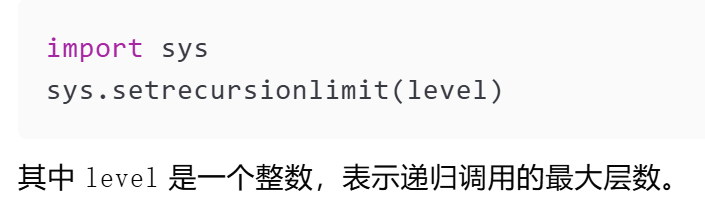 import sys
sys.setrecursionlimit(level)
其中 level 是一个整数，表示递归调用的最大层数。